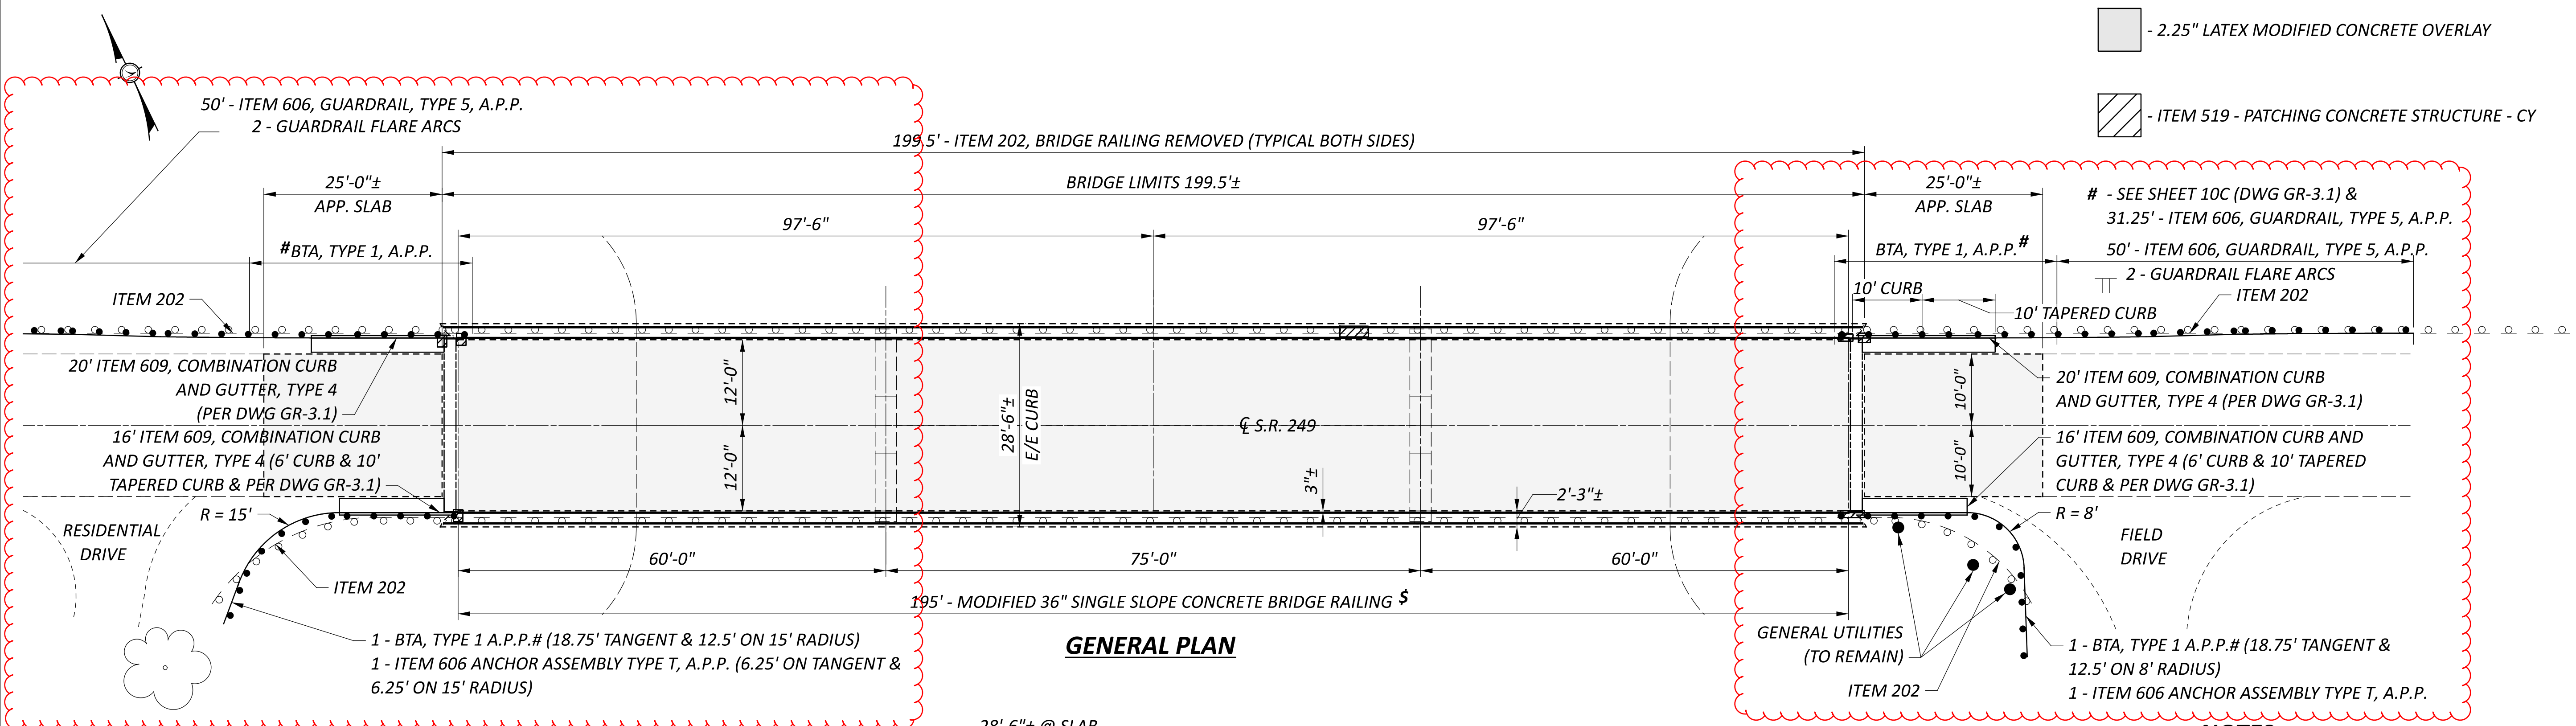 - 2.25" LATEX MODIFIED CONCRETE OVERLAY
- ITEM 519 - PATCHING CONCRETE STRUCTURE - CY
50' - ITEM 606, GUARDRAIL, TYPE 5, A.P.P.
2 - GUARDRAIL FLARE ARCS
199.5' - ITEM 202, BRIDGE RAILING REMOVED (TYPICAL BOTH SIDES)
25'-0"±
APP. SLAB
BRIDGE LIMITS 199.5'±
25'-0"±
APP. SLAB
# - SEE SHEET 10C (DWG GR-3.1) &
31.25' - ITEM 606, GUARDRAIL, TYPE 5, A.P.P.
97'-6"
97'-6"
#BTA, TYPE 1, A.P.P.
BTA, TYPE 1, A.P.P.#
50' - ITEM 606, GUARDRAIL, TYPE 5, A.P.P.
2 - GUARDRAIL FLARE ARCS
ITEM 202
10' CURB
10' TAPERED CURB
ITEM 202
20' ITEM 609, COMBINATION CURB
AND GUTTER, TYPE 4
(PER DWG GR-3.1)
16' ITEM 609, COMBINATION CURB
AND GUTTER, TYPE 4 (6' CURB & 10'
TAPERED CURB & PER DWG GR-3.1)
12'-0"
12'-0"
28'-6"±
E/E CURB
℄ S.R. 249
3"±
2'-3"±
10'-0"
10'-0"
20' ITEM 609, COMBINATION CURB
AND GUTTER, TYPE 4 (PER DWG GR-3.1)
16' ITEM 609, COMBINATION CURB AND
GUTTER, TYPE 4 (6' CURB & 10' TAPERED
CURB & PER DWG GR-3.1)
R = 15'
RESIDENTIAL
DRIVE
ITEM 202
R = 8'
FIELD
DRIVE
60'-0"
75'-0"
60'-0"
195' - MODIFIED 36" SINGLE SLOPE CONCRETE BRIDGE RAILING $
1 - BTA, TYPE 1 A.P.P.# (18.75' TANGENT & 12.5' ON 15' RADIUS)
1 - ITEM 606 ANCHOR ASSEMBLY TYPE T, A.P.P. (6.25' ON TANGENT &
6.25' ON 15' RADIUS)
GENERAL PLAN
GENERAL UTILITIES
(TO REMAIN)
ITEM 202
1 - BTA, TYPE 1 A.P.P.# (18.75' TANGENT &
12.5' ON 8' RADIUS)
1 - ITEM 606 ANCHOR ASSEMBLY TYPE T, A.P.P.
28'-6"± @ SLAB
NOTES